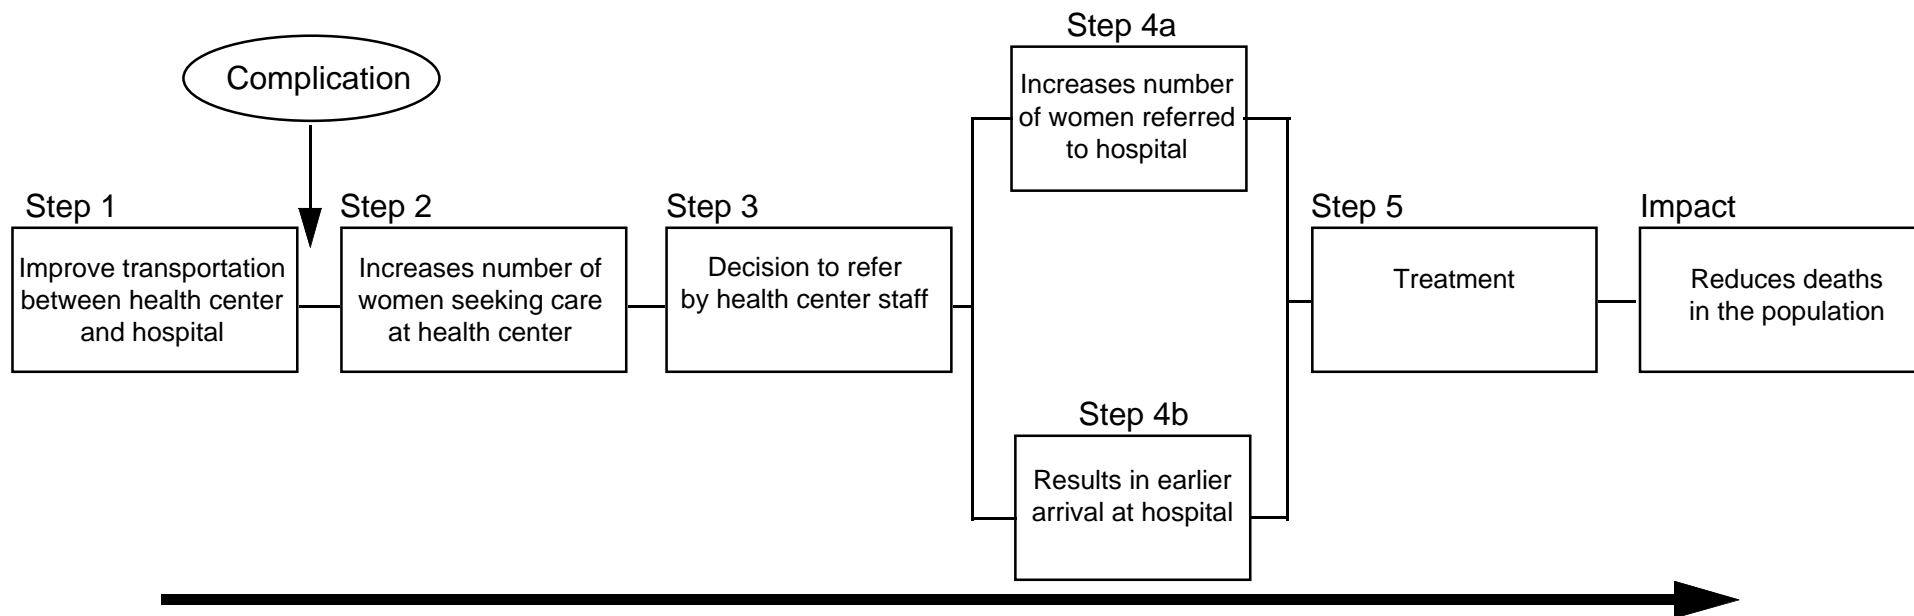 Complication
Step 1
Improve transportation
between health center
and hospital
Step 2
Increases number of
women seeking care
at health center
Step 3
Decision to refer
by health center staff
Step 4a
Increases number
of women referred
to hospital
Step 4b
Results in earlier
arrival at hospital
Step 5
Treatment
Impact
Reduces deaths
in the population